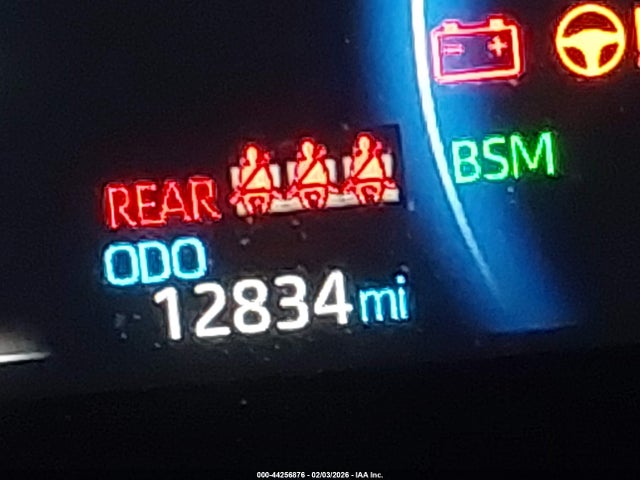 BSM
REAR
ODO
12834 mi
000-44256876 - 02/03/2026 - IAA Inc.